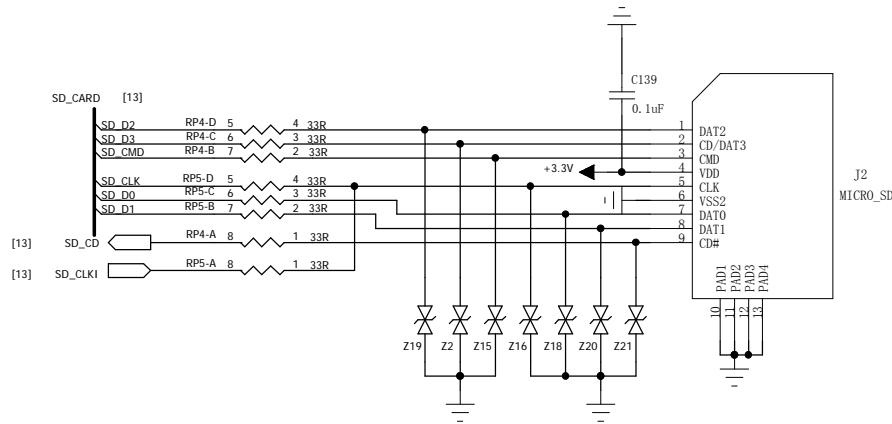 C139
0.1uF
SD_CARD [13]
SD_D2 RP4-D 5 4 33R
SD_D3 RP4-C 6 3 33R
SD_CMD RP4-B 7 2 33R
SD_CLK RP5-D 5 4 33R
SD_D0 RP5-C 6 3 33R
SD_D1 RP5-B 7 2 33R
[13] SD_CD RP4-A 8 1 33R
[13] SD_CLKI RP5-A 8 1 33R
+3.3V
1 DAT2
2 CD/DAT3
3 CMD
4 VDD
5 CLK
6 VSS2
7 DAT0
8 DAT1
9 CD#
J2
MICRO_SD
PAD1
PAD2
PAD3
PAD4
10
11
12
13
Z19 Z2 Z15 Z16 Z18 Z20 Z21